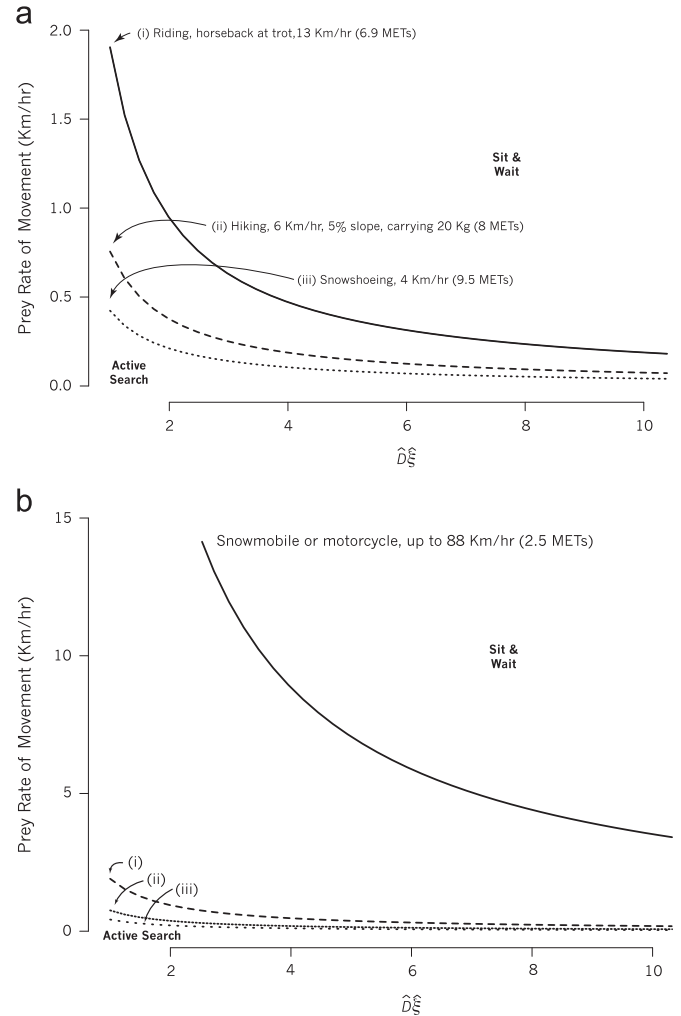 a
2.0
(i) Riding, horseback at trot,13 Km/hr (6.9 METs)
1.5
Sit &
Wait
1.0
(ii) Hiking, 6 Km/hr, 5% slope, carrying 20 Kg (8 METs)
(iii) Snowshoeing, 4 Km/hr (9.5 METs)
0.5
Active
Search
0.0
Prey Rate of Movement (Km/hr)
2 4 6 8 10
D̂ξ̂
b
15
Snowmobile or motorcycle, up to 88 Km/hr (2.5 METs)
Sit &
Wait
10
5
(i)
(ii)
(iii)
0
Active Search
Prey Rate of Movement (Km/hr)
2 4 6 8 10
D̂ξ̂